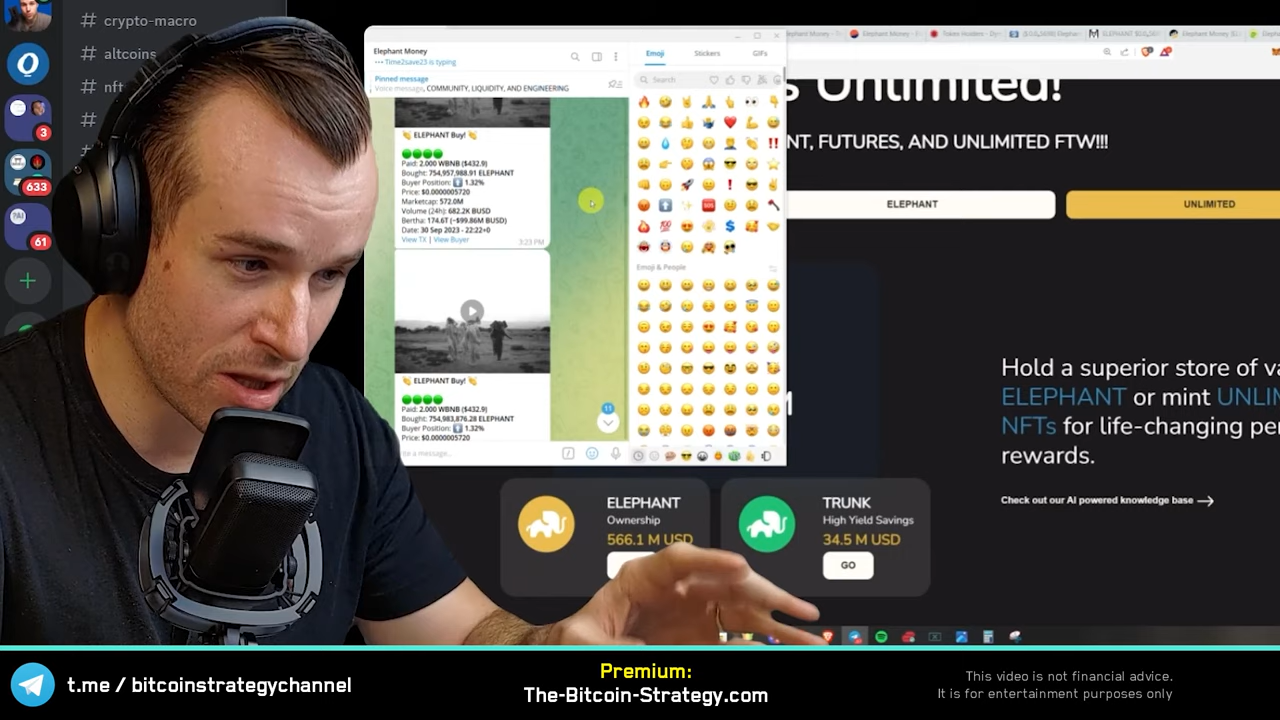 # crypto-macro
# altcoins
# nft
#
3
633
61
Elephant Money
Time2save23 is typing
Pinned message
Voice message, COMMUNITY, LIQUIDITY, AND ENGINEERING
👏 ELEPHANT Buy! 👏
Paid: 2.000 WBNB ($432.9)
Bought: 754,957,988.91 ELEPHANT
Buyer Position: ⬆️ 1.32%
Price: $0.0000005720
Marketcap: 572.0M
Volume (24h): 682.2K BUSD
Bertha: 174.6T (~$99.86M BUSD)
Date: 30 Sep 2023 - 22:22±0
View TX | View Buyer
3:23 PM
👏 ELEPHANT Buy! 👏
Paid: 2.000 WBNB ($432.9)
Bought: 754,983,876.28 ELEPHANT
Buyer Position: ⬆️ 1.32%
Price: $0.0000005720
11
te a message...
Emoji
Stickers
GIFs
Search
Emoji & People
s Unlimited!
NT, FUTURES, AND UNLIMITED FTW!!!
ELEPHANT
UNLIMITED
Hold a superior store of va
ELEPHANT or mint UNLI
NFTs for life-changing per
rewards.
Check out our AI powered knowledge base
ELEPHANT
Ownership
566.1 M USD
TRUNK
High Yield Savings
34.5 M USD
GO
t.me / bitcoinstrategychannel
Premium:
The-Bitcoin-Strategy.com
This video is not financial advice.
It is for entertainment purposes only